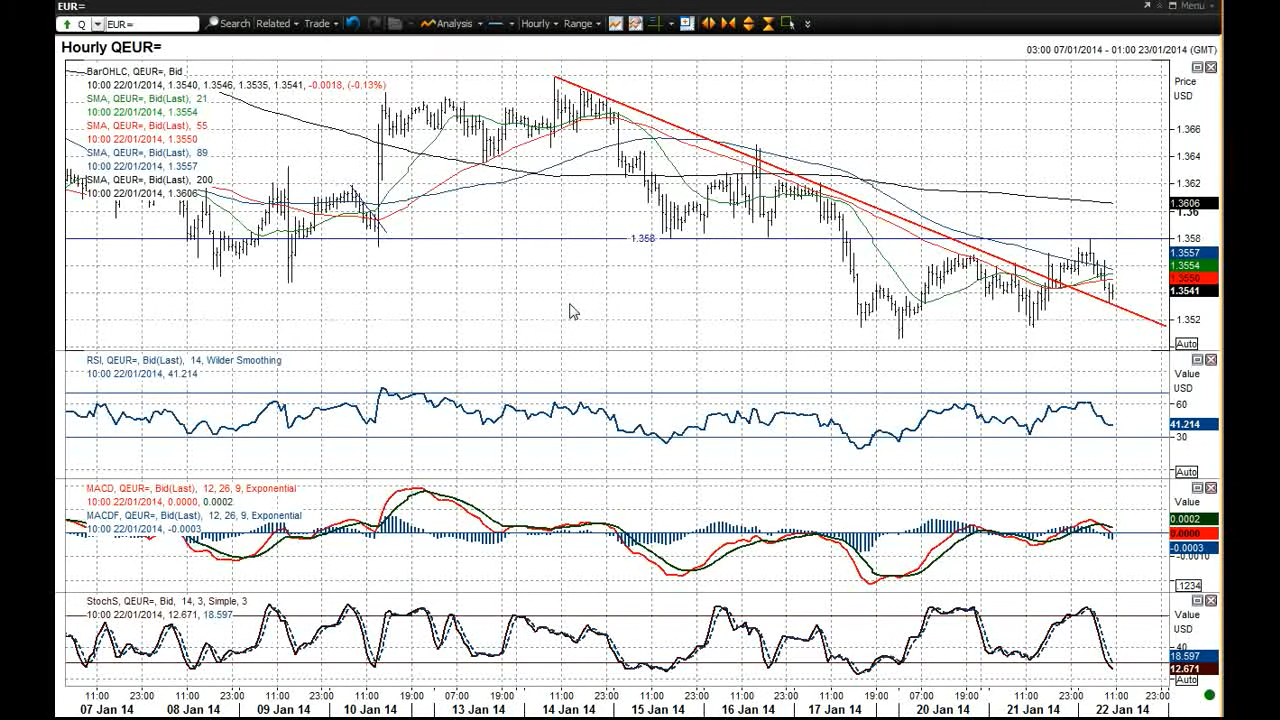 EUR=
Menu
Q EUR= Search Related Trade Analysis Hourly Range
Hourly QEUR=
03:00 07/01/2014 - 01:00 23/01/2014 (GMT)
BarOHLC, QEUR=, Bid
10:00 22/01/2014, 1.3540, 1.3546, 1.3535, 1.3541, -0.0018, (-0.13%)
SMA, QEUR=, Bid(Last), 21
10:00 22/01/2014, 1.3554
SMA, QEUR=, Bid(Last), 55
10:00 22/01/2014, 1.3550
SMA, QEUR=, Bid(Last), 89
10:00 22/01/2014, 1.3557
SMA, QEUR=, Bid(Last), 200
10:00 22/01/2014, 1.3606
1.358
Price
USD
1.366
1.364
1.362
1.3606
1.36
1.358
1.3557
1.3554
1.3550
1.3541
1.352
Auto
RSI, QEUR=, Bid(Last), 14, Wilder Smoothing
10:00 22/01/2014, 41.214
Value
USD
60
41.214
30
Auto
MACD, QEUR=, Bid(Last), 12, 26, 9, Exponential
10:00 22/01/2014, 0.0000, 0.0002
MACDF, QEUR=, Bid(Last), 12, 26, 9, Exponential
10:00 22/01/2014, -0.0003
Value
USD
0.0002
0.0000
-0.0003
-0.0010
1234
StochS, QEUR=, Bid, 14, 3, Simple, 3
10:00 22/01/2014, 12.671, 18.597
Value
USD
40
18.597
12.671
Auto
11:00 23:00 11:00 23:00 11:00 23:00 10:00 19:00 07:00 19:00 11:00 23:00 11:00 23:00 11:00 23:00 10:00 19:00 07:00 19:00 11:00 23:00 11:00 23:00
07 Jan 14 08 Jan 14 09 Jan 14 10 Jan 14 13 Jan 14 14 Jan 14 15 Jan 14 16 Jan 14 17 Jan 14 20 Jan 14 21 Jan 14 22 Jan 14